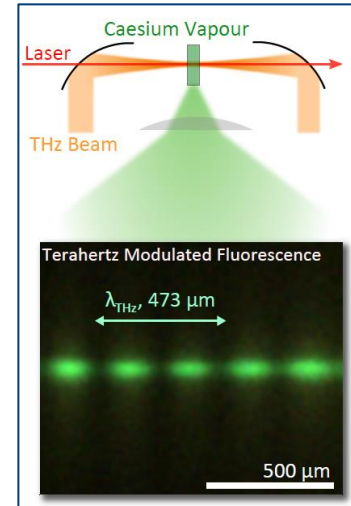 Caesium Vapour
Laser
THz Beam
Terahertz Modulated Fluorescence
λTHz, 473 μm
500 μm